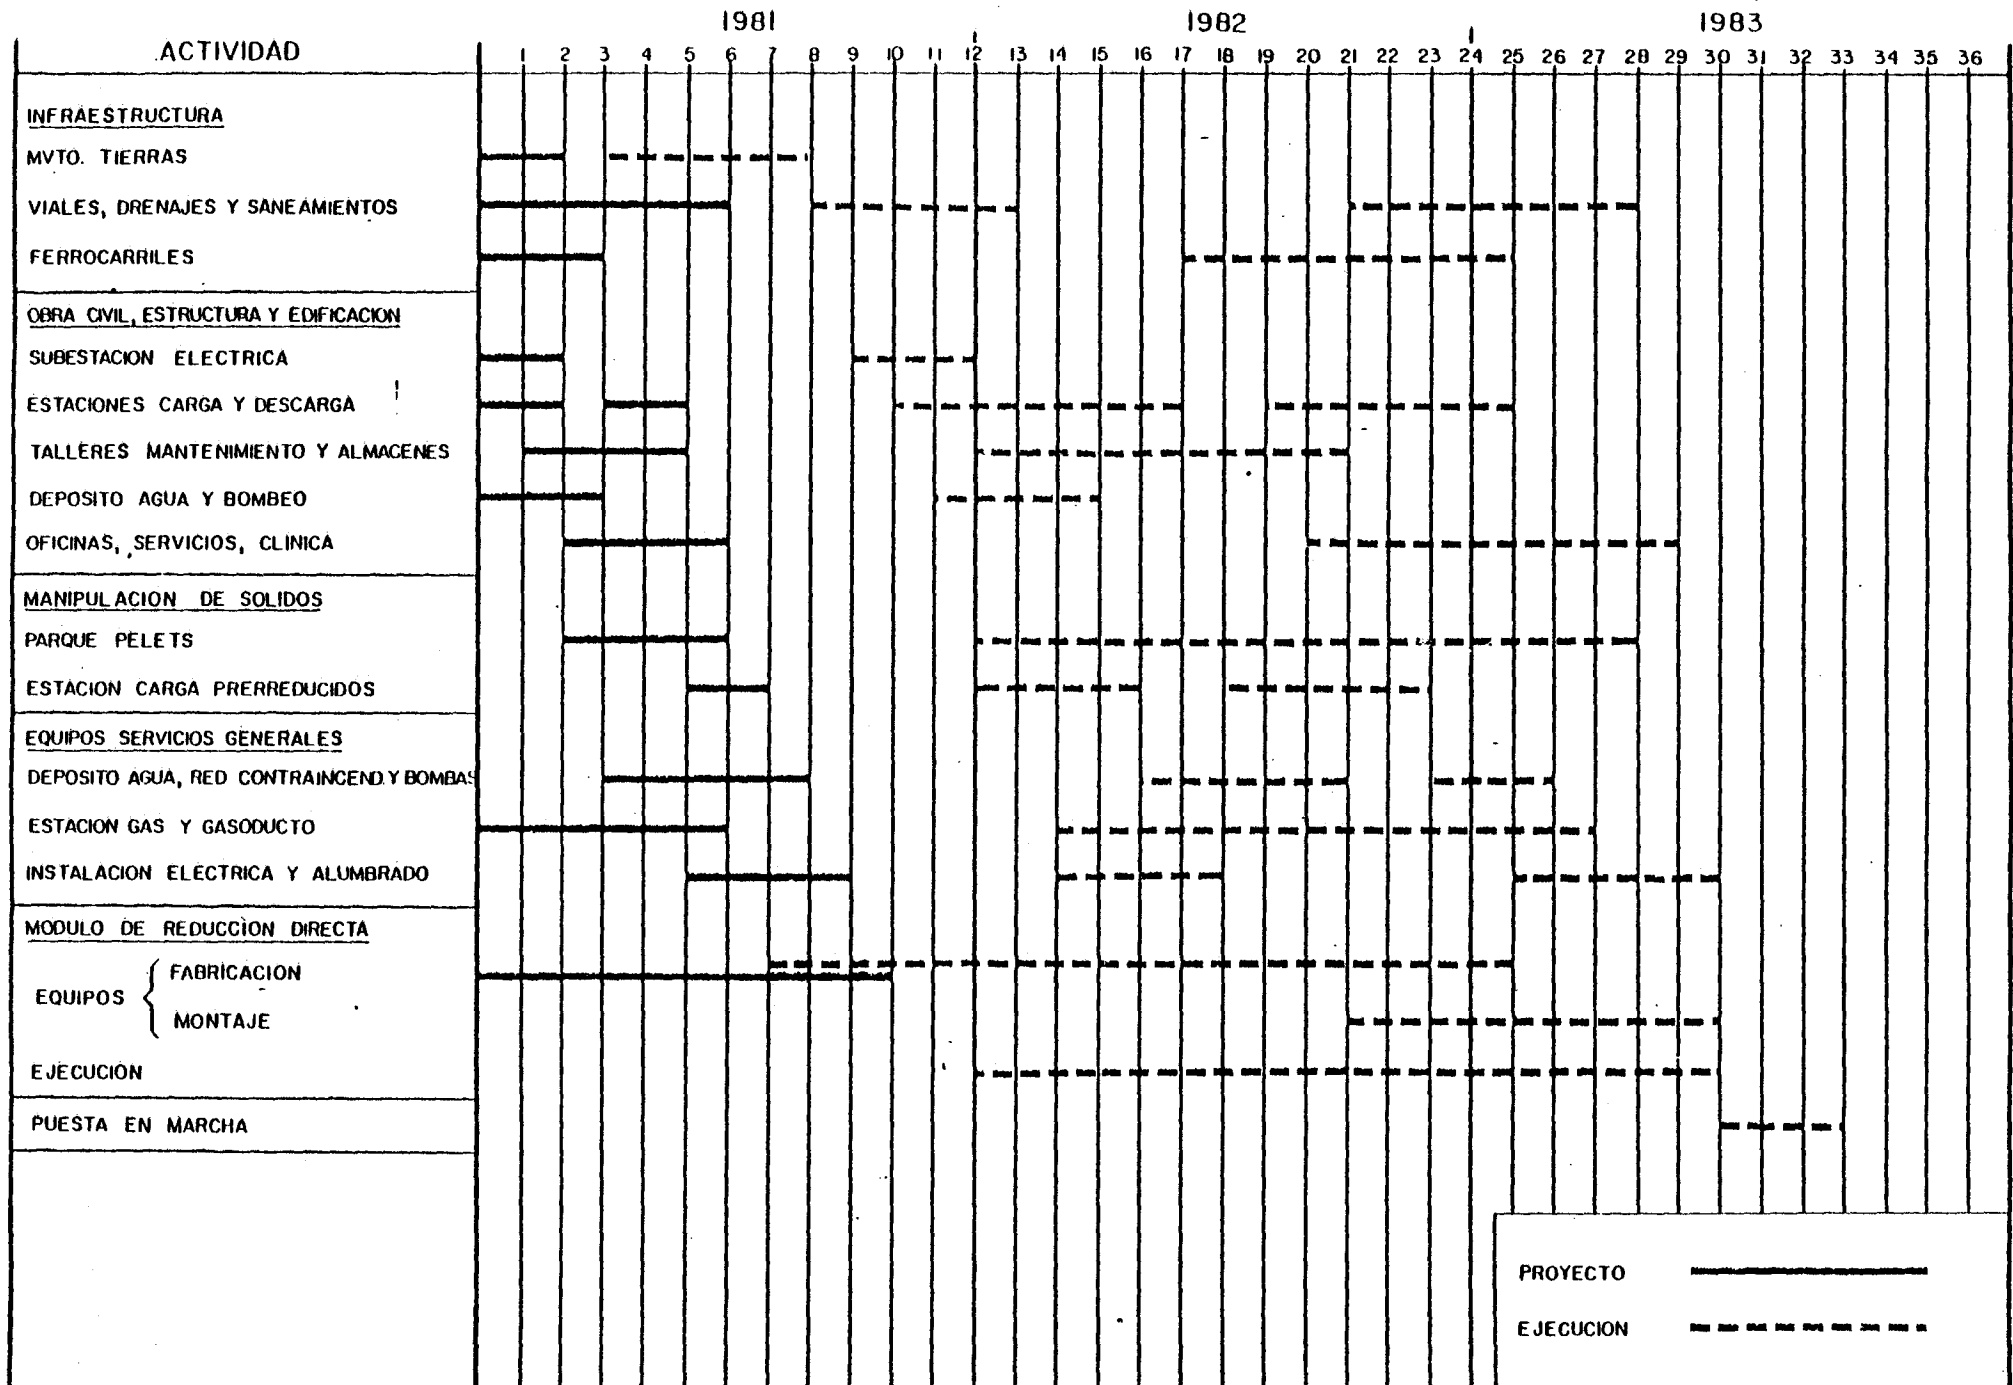 1981 1982 1983
ACTIVIDAD 1 2 3 4 5 6 7 8 9 10 11 12 13 14 15 16 17 18 19 20 21 22 23 24 25 26 27 28 29 30 31 32 33 34 35 36
INFRAESTRUCTURA
MVTO. TIERRAS
VIALES, DRENAJES Y SANEAMIENTOS
FERROCARRILES
OBRA CIVIL, ESTRUCTURA Y EDIFICACION
SUBESTACION ELECTRICA
ESTACIONES CARGA Y DESCARGA
TALLERES MANTENIMIENTO Y ALMACENES
DEPOSITO AGUA Y BOMBEO
OFICINAS, SERVICIOS, CLINICA
MANIPULACION DE SOLIDOS
PARQUE PELETS
ESTACION CARGA PRERREDUCIDOS
EQUIPOS SERVICIOS GENERALES
DEPOSITO AGUA, RED CONTRAINCEND. Y BOMBAS
ESTACION GAS Y GASODUCTO
INSTALACION ELECTRICA Y ALUMBRADO
MODULO DE REDUCCION DIRECTA
FABRICACION
EQUIPOS
MONTAJE
EJECUCION
PUESTA EN MARCHA
PROYECTO
EJECUCION